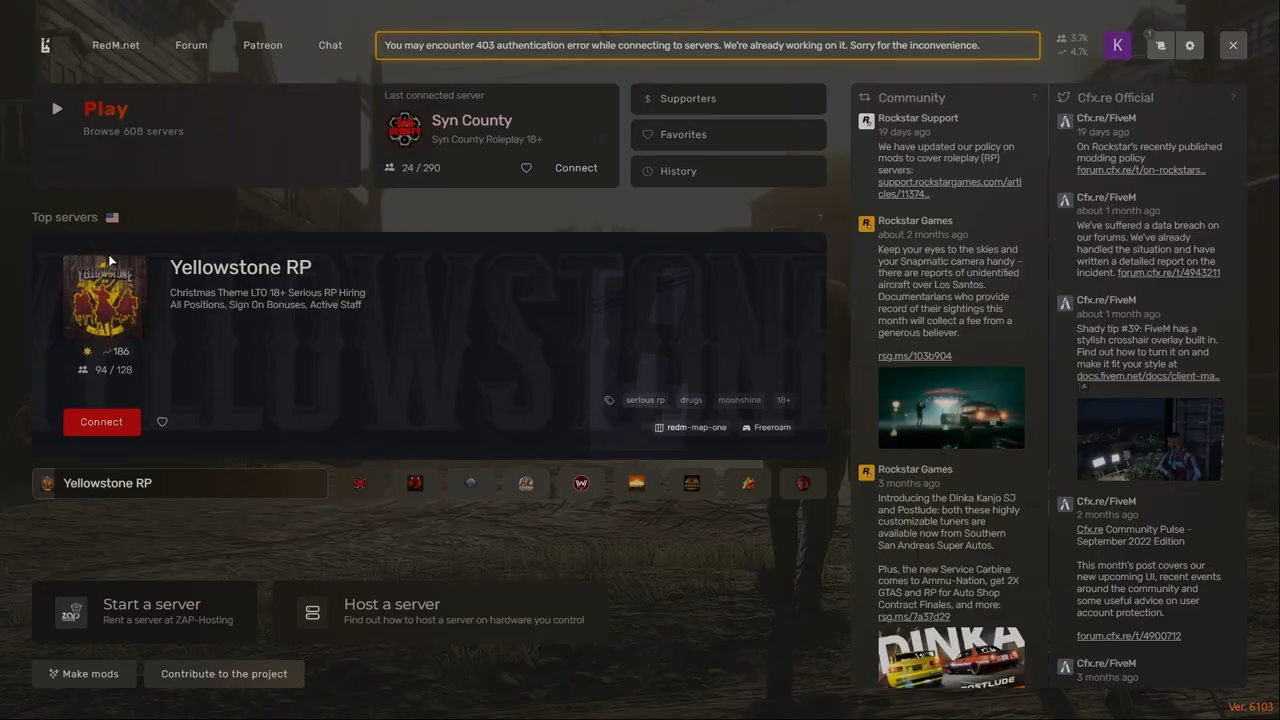 RedM.net
Forum
Patreon
Chat
You may encounter 403 authentication error while connecting to servers. We're already working on it. Sorry for the inconvenience.
3.7k
4.7k
K
1
Play
Browse 608 servers
Last connected server
Syn County
Syn County Roleplay 18+
24 / 290
Connect
Supporters
Favorites
History
Top servers
?
Yellowstone RP
Christmas Theme LTO 18+ Serious RP Hiring
All Positions, Sign On Bonuses, Active Staff
186
94 / 128
Connect
serious rp
drugs
moonshine
18+
redm-map-one
Freeroam
Yellowstone RP
ZAP
Start a server
Rent a server at ZAP-Hosting
Host a server
Find out how to host a server on hardware you control
Make mods
Contribute to the project
Community
?
Rockstar Support
19 days ago
We have updated our policy on
mods to cover roleplay (RP)
servers:
support.rockstargames.com/arti
cles/11374..
Rockstar Games
about 2 months ago
Keep your eyes to the skies and
your Snapmatic camera handy –
there are reports of unidentified
aircraft over Los Santos.
Documentarians who provide
record of their sightings this
month will collect a fee from a
generous believer.
rsg.ms/103b904
Rockstar Games
3 months ago
Introducing the Dinka Kanjo SJ
and Postlude: both these highly
customizable tuners are
available now from Southern
San Andreas Super Autos.
Plus, the new Service Carbine
comes to Ammu-Nation, get 2X
GTA$ and RP for Auto Shop
Contract Finales, and more:
rsg.ms/7a37d29
DINKA
POSTLUDE
Cfx.re Official
?
Cfx.re/FiveM
19 days ago
On Rockstar's recently published
modding policy
forum.cfx.re/t/on-rockstars…
Cfx.re/FiveM
about 1 month ago
We've suffered a data breach on
our forums. We've already
handled the situation and have
written a detailed report on the
incident. forum.cfx.re/t/4943211
Cfx.re/FiveM
about 1 month ago
Shady tip #39: FiveM has a
stylish crosshair overlay built in.
Find out how to turn it on and
make it fit your style at
docs.fivem.net/docs/client-ma…
Cfx.re/FiveM
2 months ago
Cfx.re Community Pulse –
September 2022 Edition
This month's post covers our
new upcoming UI, recent events
around the community and
some useful advice on user
account protection.
forum.cfx.re/t/4900712
Cfx.re/FiveM
3 months ago
Ver. 6103